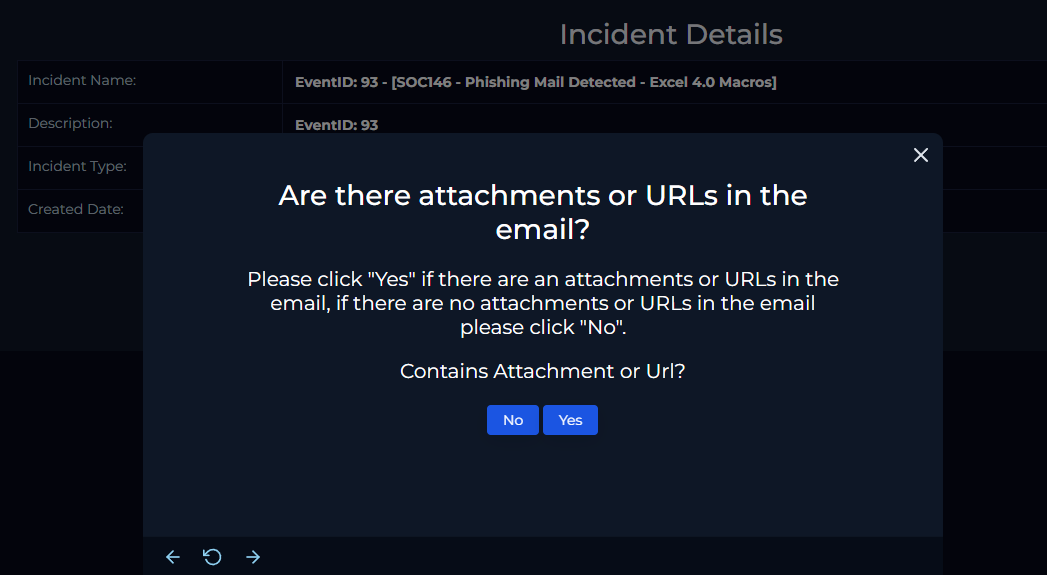 Incident Details
Incident Name:
EventID: 93 - [SOC146 - Phishing Mail Detected - Excel 4.0 Macros]
Description:
EventID: 93
Incident Type:
Created Date:
Are there attachments or URLs in the
email?
Please click "Yes" if there are an attachments or URLs in the
email, if there are no attachments or URLs in the email
please click "No".
Contains Attachment or Url?
No
Yes